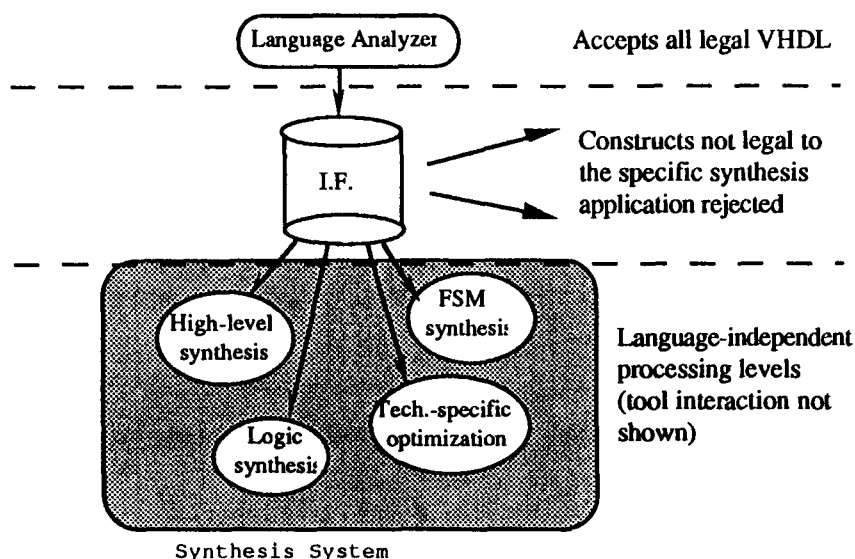 Language Analyzer
Accepts all legal VHDL
I.F.
Constructs not legal to
the specific synthesis
application rejected
High-level
synthesis
FSM
synthesis
Logic
synthesis
Tech.-specific
optimization
Language-independent
processing levels
(tool interaction not
shown)
Synthesis System